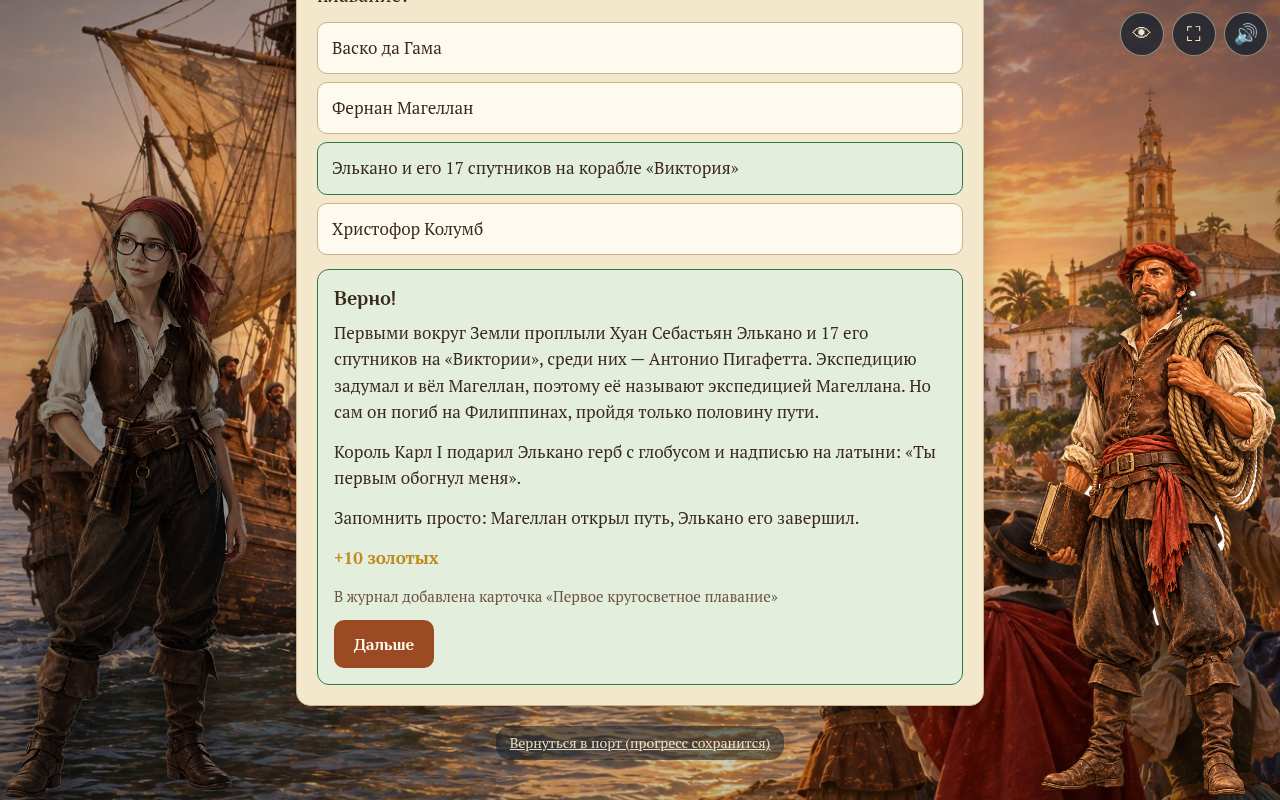 плавание?
Васко да Гама
Фернан Магеллан
Элькано и его 17 спутников на корабле «Виктория»
Христофор Колумб
Верно!
Первыми вокруг Земли проплыли Хуан Себастьян Элькано и 17 его
спутников на «Виктории», среди них — Антонио Пигафетта. Экспедицию
задумал и вёл Магеллан, поэтому её называют экспедицией Магеллана. Но
сам он погиб на Филиппинах, пройдя только половину пути.
Король Карл I подарил Элькано герб с глобусом и надписью на латыни: «Ты
первым обогнул меня».
Запомнить просто: Магеллан открыл путь, Элькано его завершил.
+10 золотых
В журнал добавлена карточка «Первое кругосветное плавание»
Дальше
Вернуться в порт (прогресс сохранится)